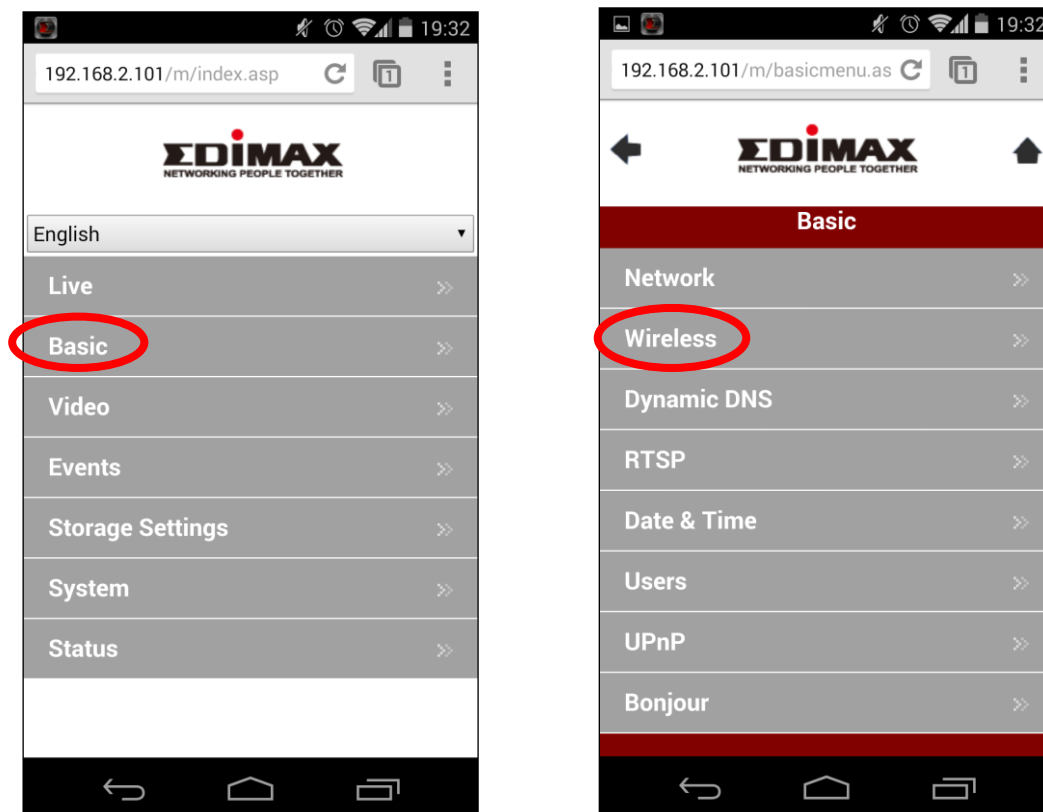 19:32
192.168.2.101/m/index.asp
1
EDIMAX
NETWORKING PEOPLE TOGETHER
English
Live
Basic
Video
Events
Storage Settings
System
Status
19:32
192.168.2.101/m/basicmenu.as
1
EDIMAX
NETWORKING PEOPLE TOGETHER
Basic
Network
Wireless
Dynamic DNS
RTSP
Date & Time
Users
UPnP
Bonjour